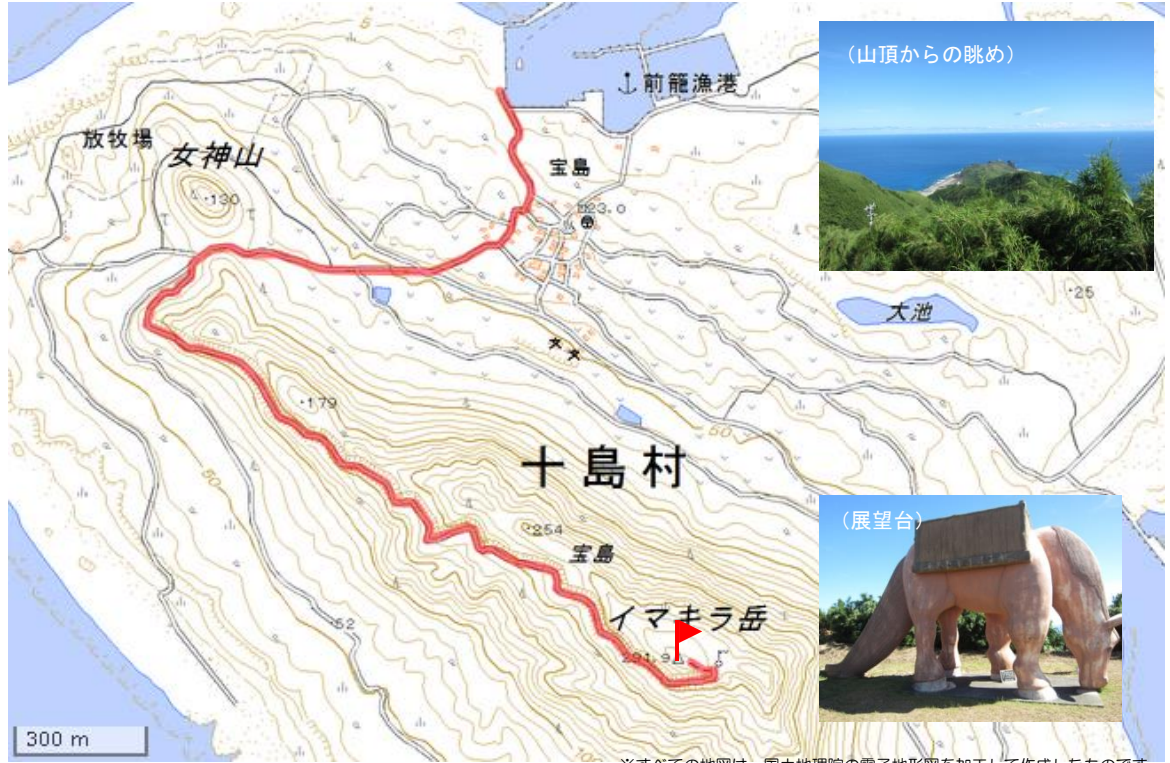 (山頂からの眺め)
前籠漁港
放牧場
女神山
宝島
・130
23.0
・25
大池
・179
50
十島村
50
(展望台)
・254
宝島
イマキラ岳
・52
291.9
300 m
※すべての地図は、国土地理院の電子地形図を加工して作成したものです